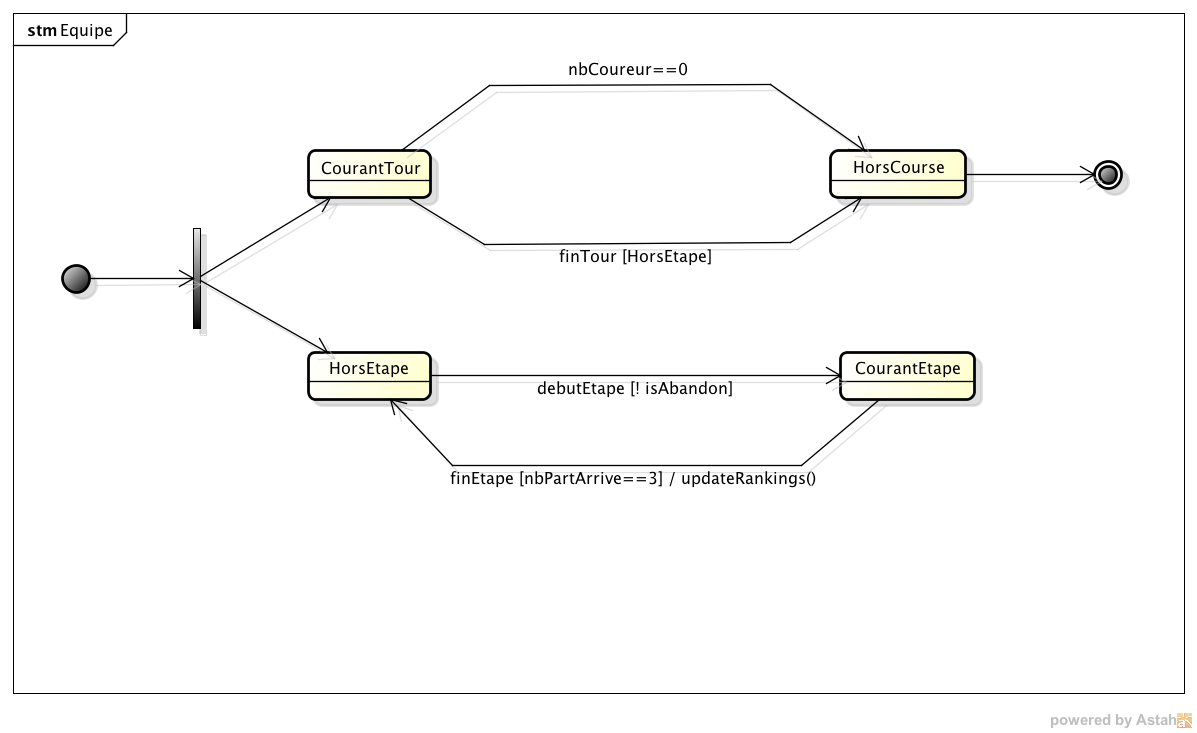 stm Equipe
nbCoureur==0
CourantTour
HorsCourse
finTour [HorsEtape]
HorsEtape
CourantEtape
debutEtape [! isAbandon]
finEtape [nbPartArrive==3] / updateRankings()
powered by Astah